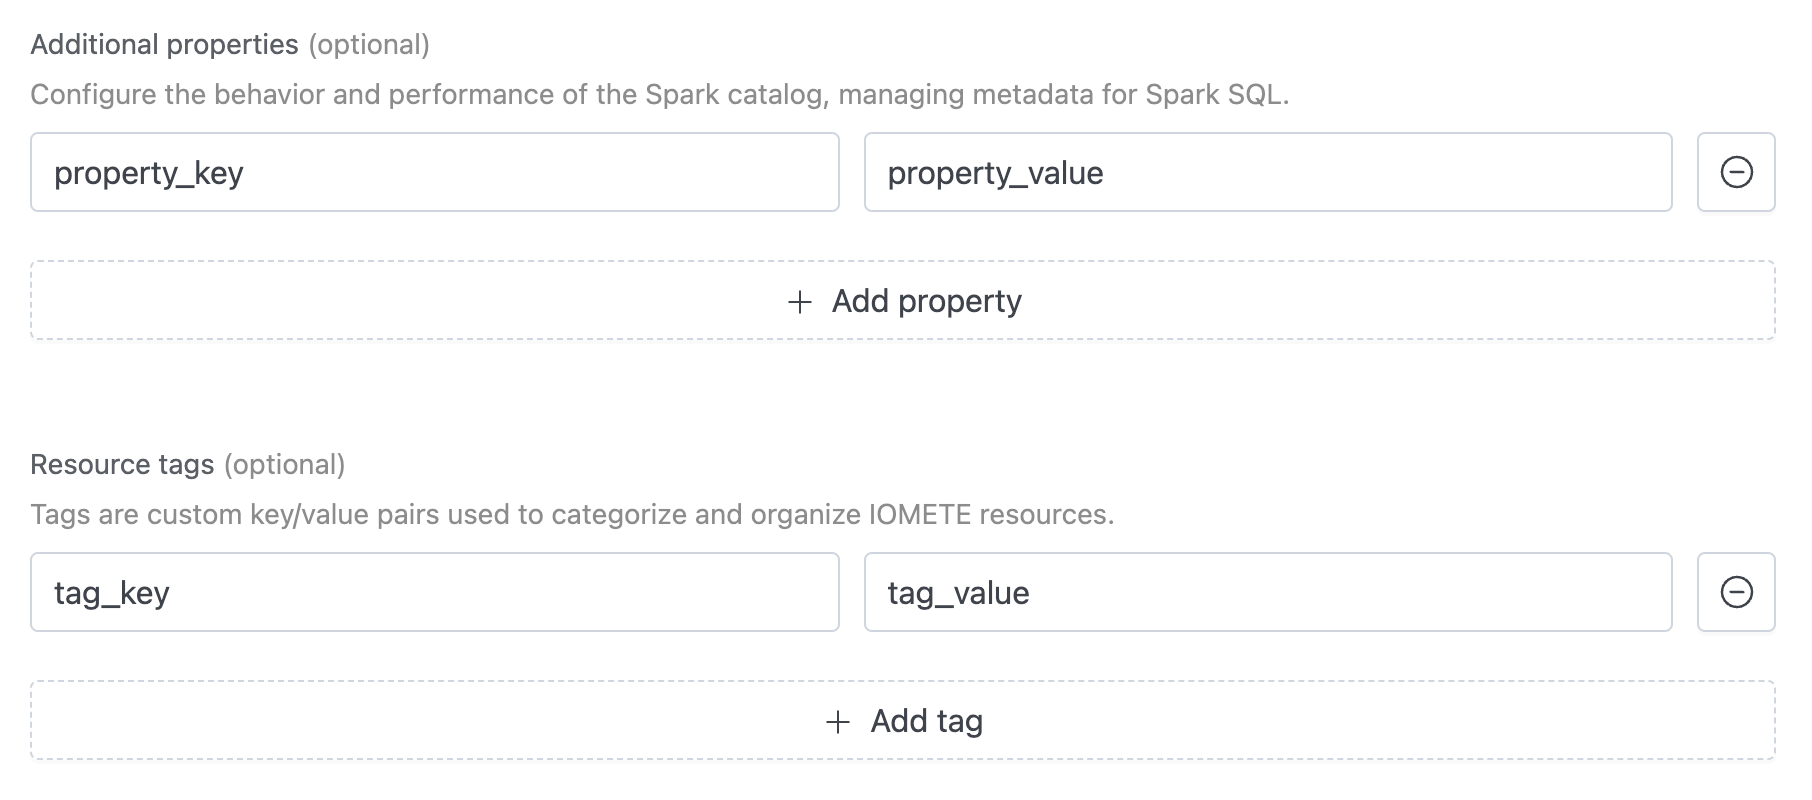 Additional properties (optional)
Configure the behavior and performance of the Spark catalog, managing metadata for Spark SQL.
property_key property_value
Add property
Resource tags (optional)
Tags are custom key/value pairs used to categorize and organize IOMETE resources.
tag_key tag_value
Add tag